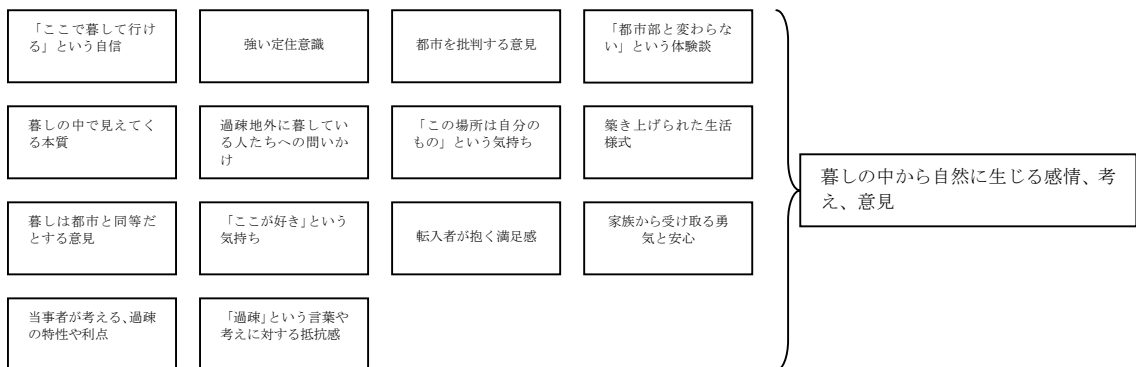 「ここで暮して行け
る」という自信
強い定住意識
都市を批判する意見
「都市部と変わらな
い」という体験談
暮しの中で見えてく
る本質
過疎地外に暮してい
る人たちへの問いか
け
「この場所は自分の
もの」という気持ち
築き上げられた生活
様式
暮しの中から自然に生じる感情、考
え、意見
暮しは都市と同等だ
とする意見
「ここが好き」という
気持ち
転入者が抱く満足感
家族から受け取る勇
気と安心
当事者が考える、過疎
の特性や利点
「過疎」という言葉や
考えに対する抵抗感